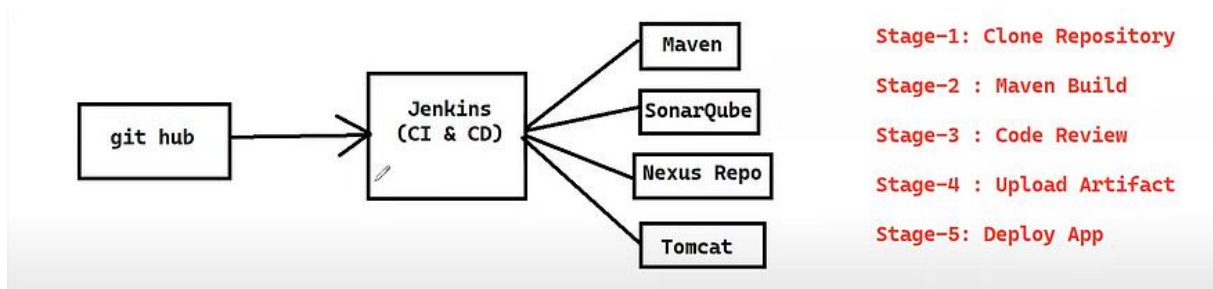 git hub
Jenkins
(CI & CD)
Maven
SonarQube
Nexus Repo
Tomcat
Stage-1: Clone Repository
Stage-2 : Maven Build
Stage-3 : Code Review
Stage-4 : Upload Artifact
Stage-5: Deploy App